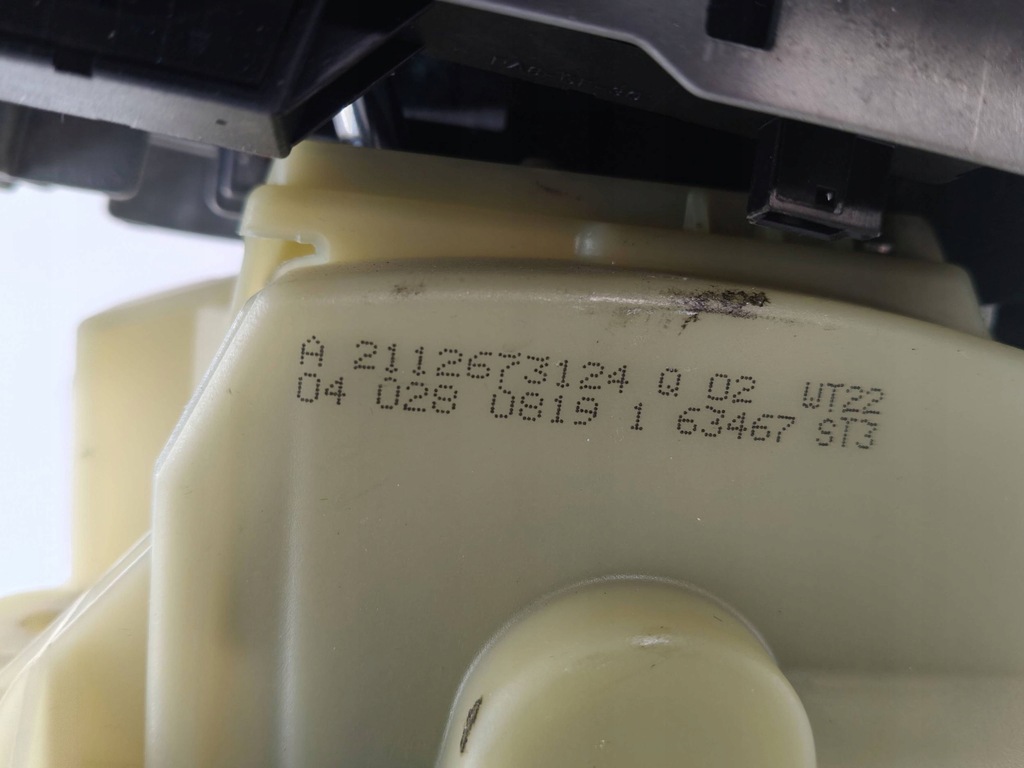 A 2112673124 Q 02 WT22
04 028 0819 1 63467 ST3